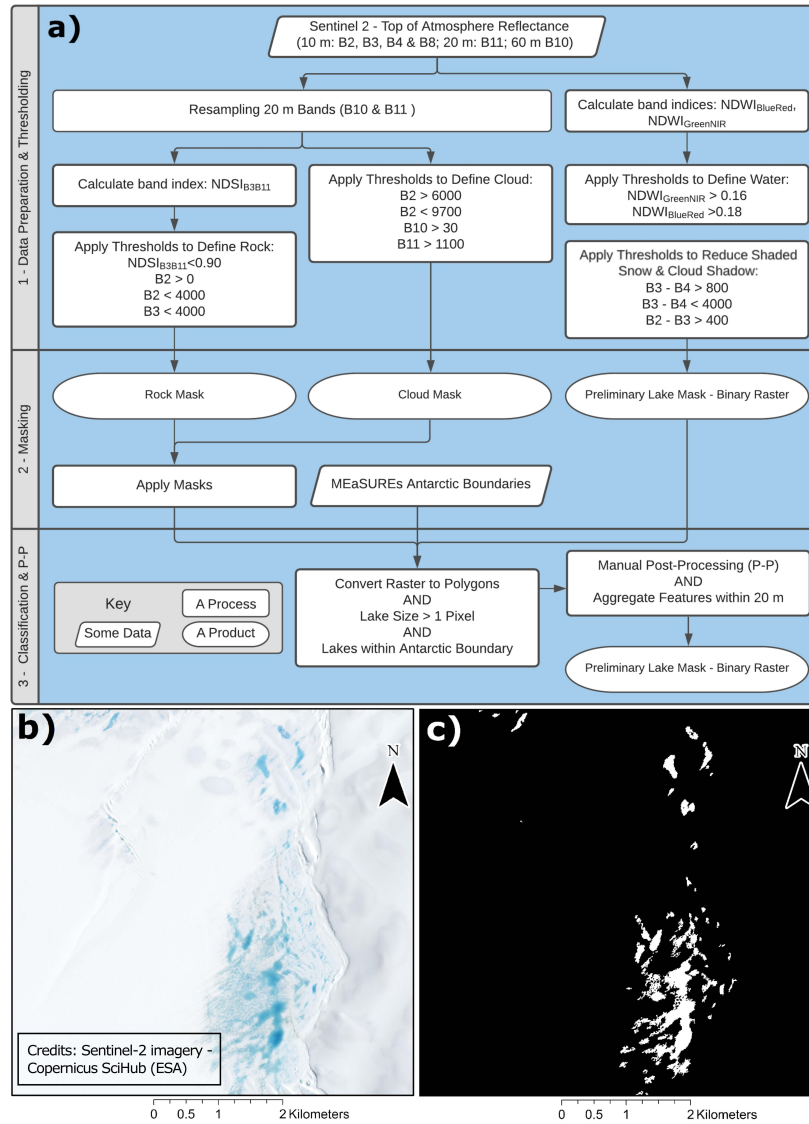 a)
Sentinel 2 - Top of Atmosphere Reflectance
(10 m: B2, B3, B4 & B8; 20 m: B11; 60 m B10)
Resampling 20 m Bands (B10 & B11 )
Calculate band indices: NDWIBlueRed,
NDWIGreenNIR
Calculate band index: NDSIB3B11
Apply Thresholds to Define Cloud:
B2 > 6000
B2 < 9700
B10 > 30
B11 > 1100
Apply Thresholds to Define Water:
NDWIGreenNIR > 0.16
NDWIBlueRed >0.18
Apply Thresholds to Define Rock:
NDSIB3B11<0.90
B2 > 0
B2 < 4000
B3 < 4000
Apply Thresholds to Reduce Shaded
Snow & Cloud Shadow:
B3 - B4 > 800
B3 - B4 < 4000
B2 - B3 > 400
1 - Data Preparation & Thresholding
Rock Mask
Cloud Mask
Preliminary Lake Mask - Binary Raster
Apply Masks
MEaSUREs Antarctic Boundaries
2 - Masking
Convert Raster to Polygons
AND
Lake Size > 1 Pixel
AND
Lakes within Antarctic Boundary
Manual Post-Processing (P-P)
AND
Aggregate Features within 20 m
Preliminary Lake Mask - Binary Raster
Key
A Process
Some Data
A Product
3 - Classification & P-P
b)
N
Credits: Sentinel-2 imagery -
Copernicus SciHub (ESA)
0 0.5 1 2 Kilometers
c)
N
0 0.5 1 2 Kilometers